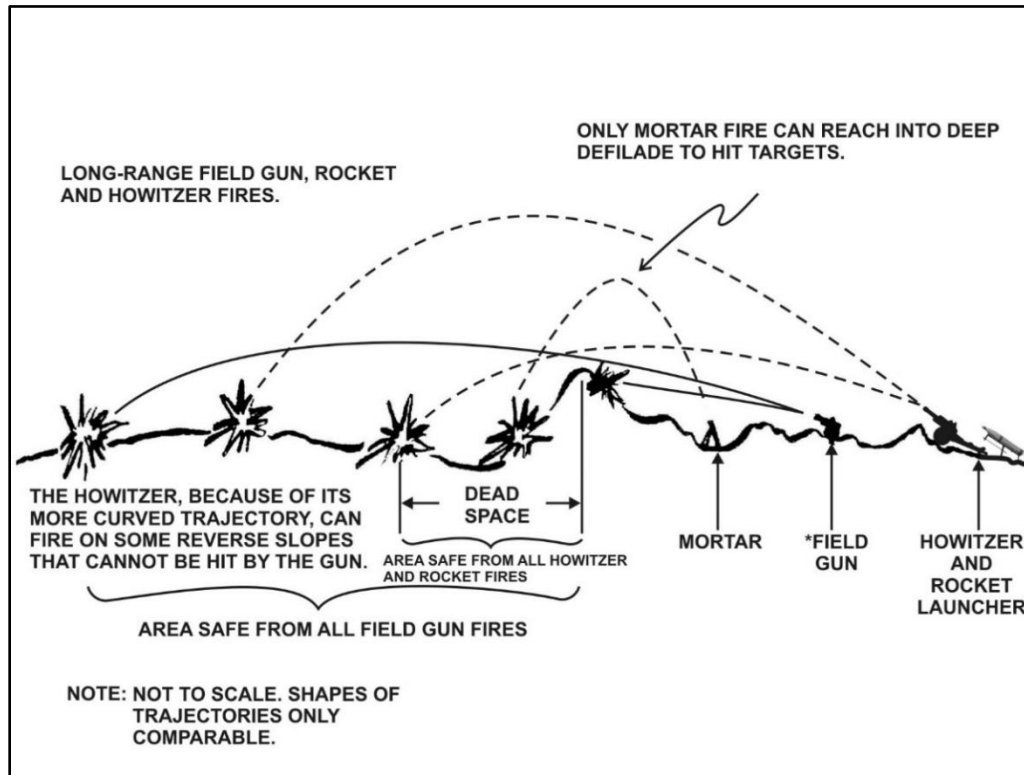 ONLY MORTAR FIRE CAN REACH INTO DEEP
DEFILADE TO HIT TARGETS.
LONG-RANGE FIELD GUN, ROCKET
AND HOWITZER FIRES.
THE HOWITZER, BECAUSE OF ITS
MORE CURVED TRAJECTORY, CAN
FIRE ON SOME REVERSE SLOPES
THAT CANNOT BE HIT BY THE GUN.
DEAD
SPACE
AREA SAFE FROM ALL HOWITZER
AND ROCKET FIRES
MORTAR
*FIELD
GUN
HOWITZER
AND
ROCKET
LAUNCHER
AREA SAFE FROM ALL FIELD GUN FIRES
NOTE: NOT TO SCALE. SHAPES OF
TRAJECTORIES ONLY
COMPARABLE.